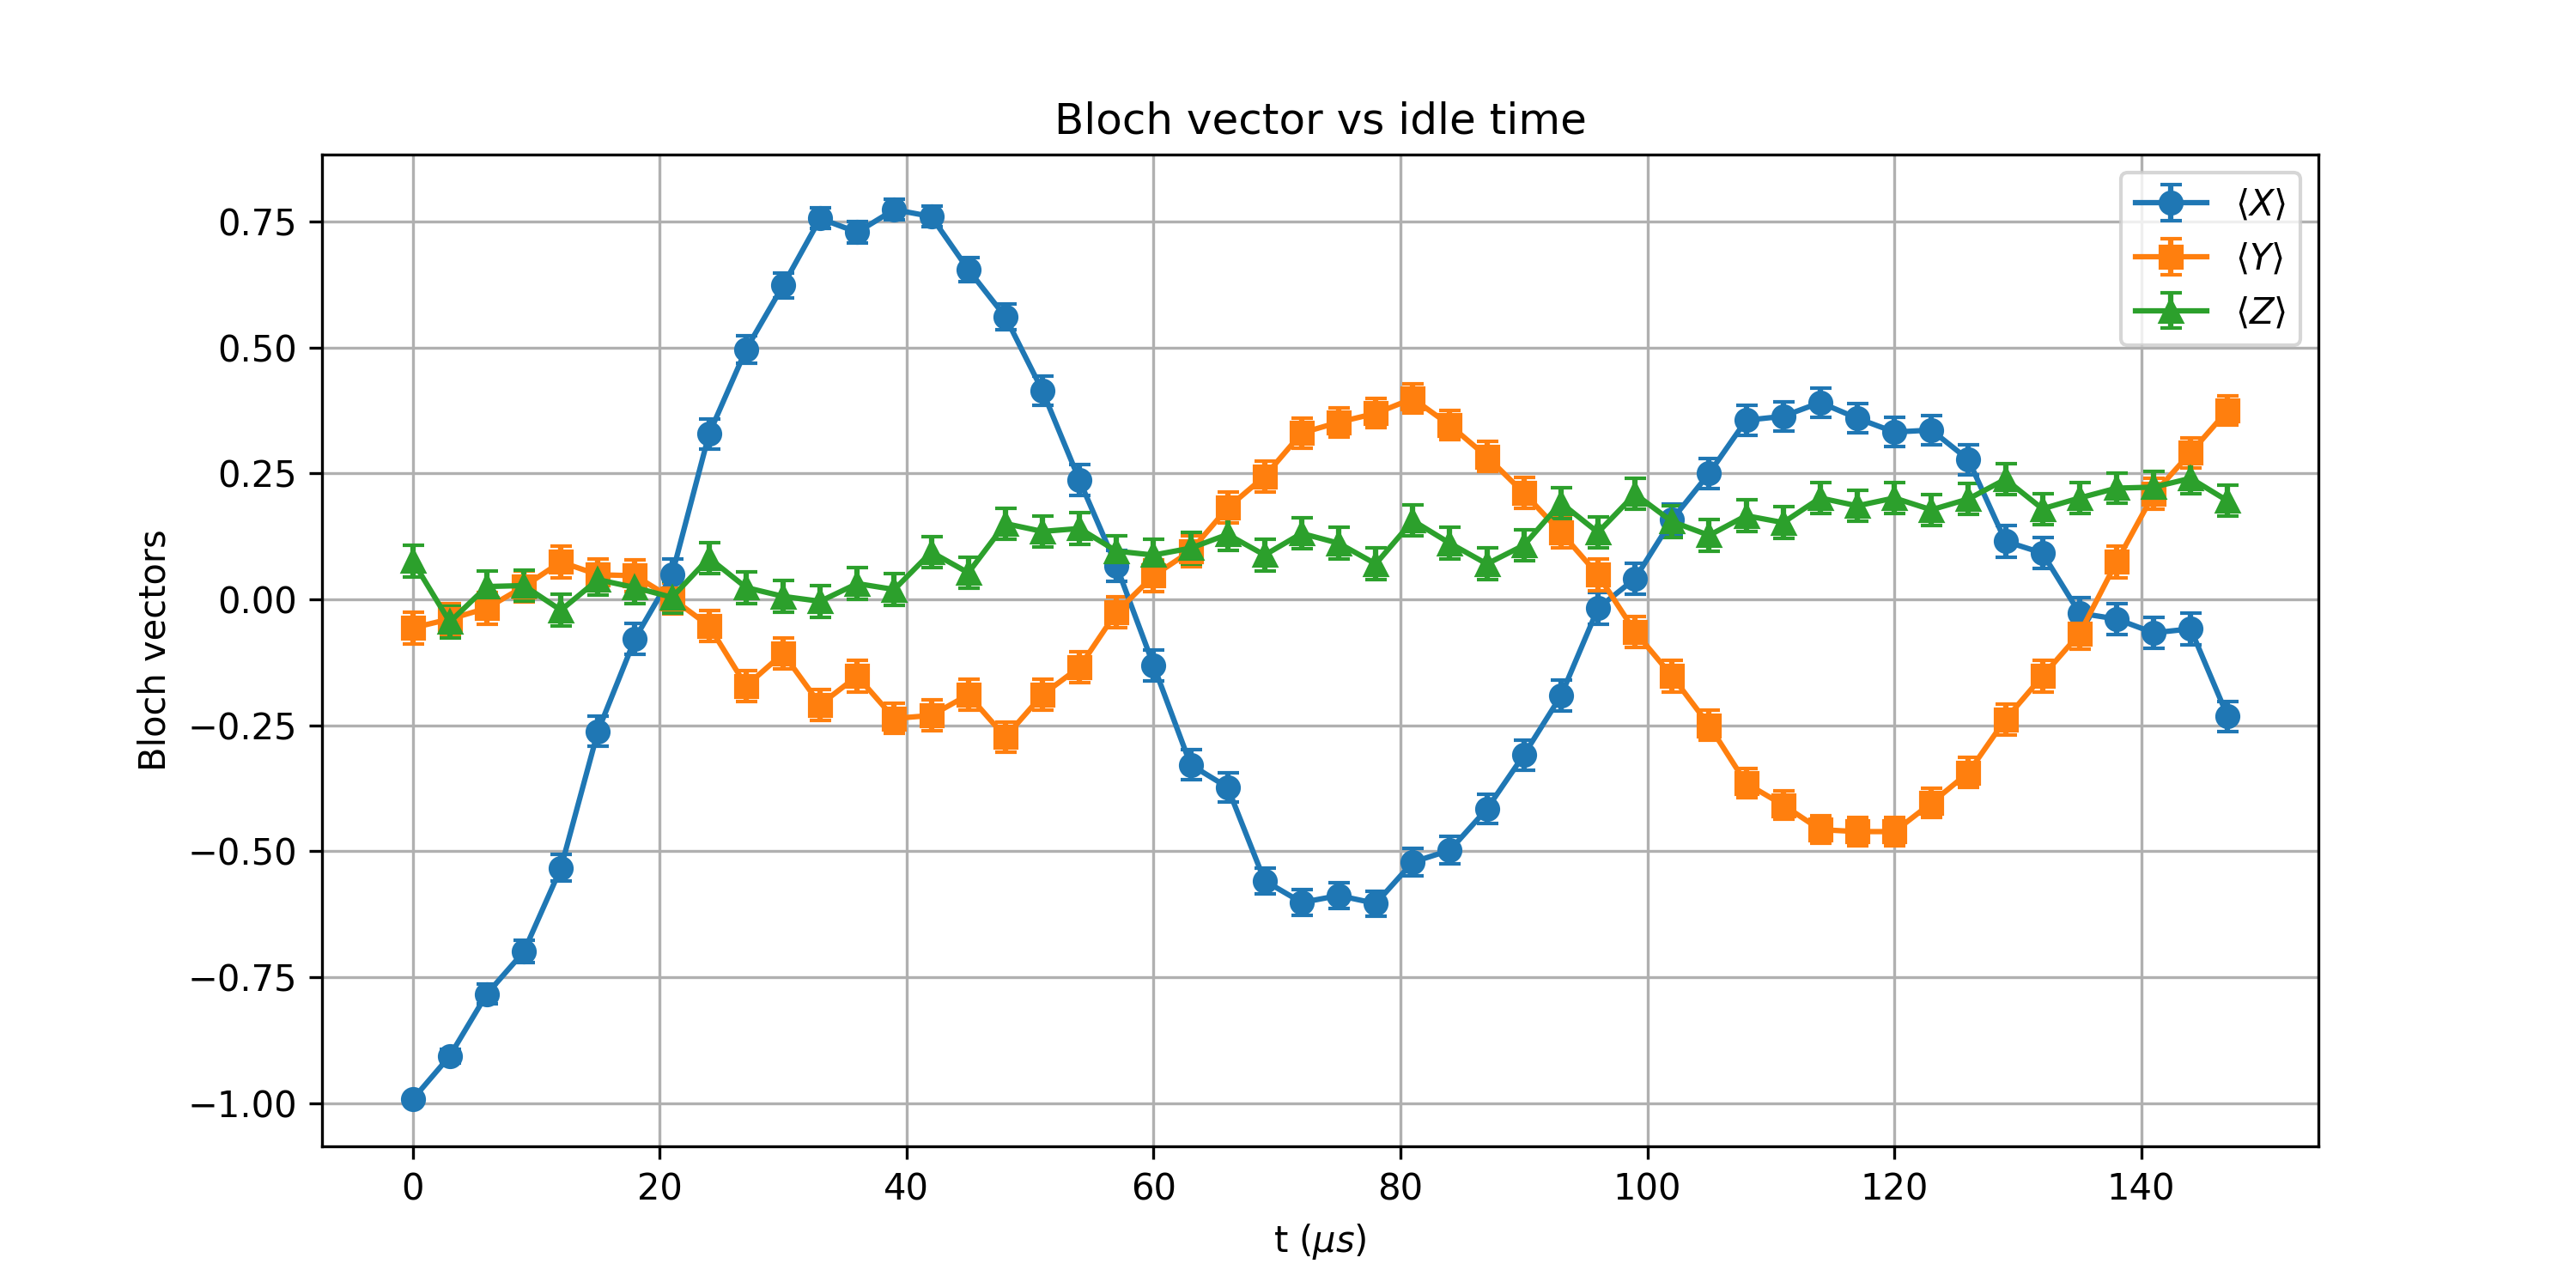 Bloch vector vs idle time
⟨X⟩
⟨Y⟩
⟨Z⟩
Bloch vectors
0.75
0.50
0.25
0.00
−0.25
−0.50
−0.75
−1.00
0 20 40 60 80 100 120 140
t (μs)